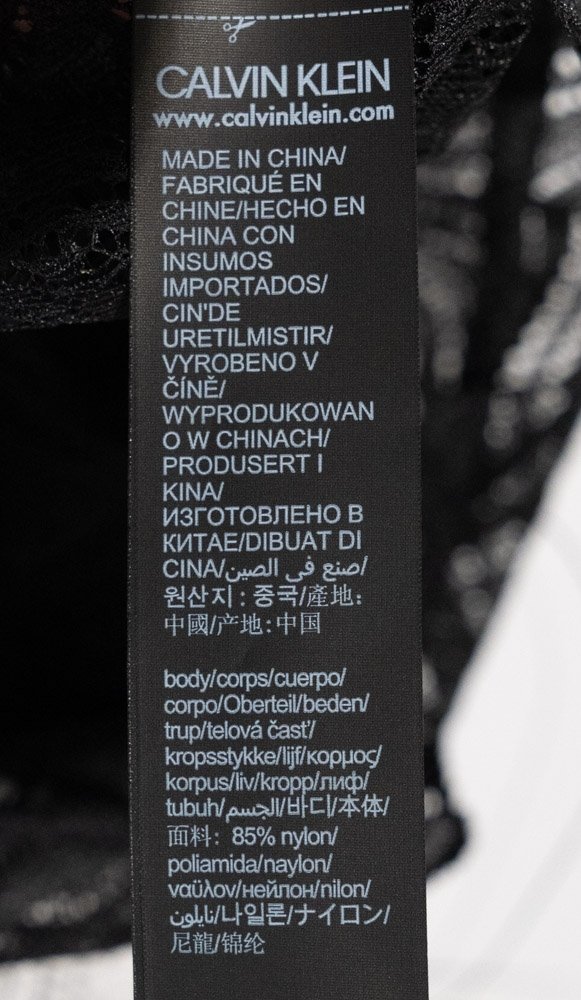 CALVIN KLEIN
www.calvinklein.com
MADE IN CHINA/
FABRIQUÉ EN
CHINE/HECHO EN
CHINA CON
INSUMOS
IMPORTADOS/
CIN'DE
URETILMISTIR/
VYROBENO V
ČÍNĚ/
WYPRODUKOWAN
O W CHINACH/
PRODUSERT I
KINA/
ИЗГОТОВЛЕНО В
КИТАЕ/DIBUAT DI
CINA/صنع في الصين/
원산지 : 중국/產地:
中國/产地:中国
body/corps/cuerpo/
corpo/Oberteil/beden/
trup/telová časť/
kropsstykke/lijf/κορμος/
korpus/liv/kropp/лиф/
tubuh/الجسم/바디/本体/
面料: 85% nylon/
poliamida/naylon/
ναϋλον/нейлон/nilon/
نايلون/나일론/ナイロン/
尼龍/锦纶